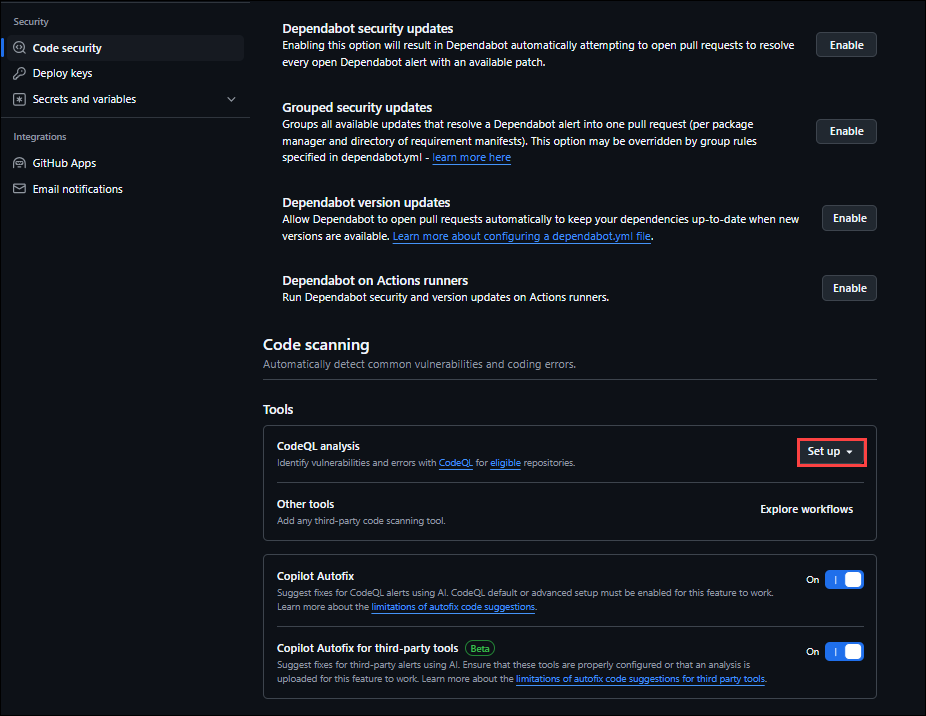 Security
Code security
Deploy keys
Secrets and variables
Integrations
GitHub Apps
Email notifications
Dependabot security updates
Enabling this option will result in Dependabot automatically attempting to open pull requests to resolve
every open Dependabot alert with an available patch.
Enable
Grouped security updates
Groups all available updates that resolve a Dependabot alert into one pull request (per package
manager and directory of requirement manifests). This option may be overridden by group rules
specified in dependabot.yml - learn more here
Enable
Dependabot version updates
Allow Dependabot to open pull requests automatically to keep your dependencies up-to-date when new
versions are available. Learn more about configuring a dependabot.yml file.
Enable
Dependabot on Actions runners
Run Dependabot security and version updates on Actions runners.
Enable
Code scanning
Automatically detect common vulnerabilities and coding errors.
Tools
CodeQL analysis
Identify vulnerabilities and errors with CodeQL for eligible repositories.
Set up
Other tools
Add any third-party code scanning tool.
Explore workflows
Copilot Autofix
Suggest fixes for CodeQL alerts using AI. CodeQL default or advanced setup must be enabled for this feature to work.
Learn more about the limitations of autofix code suggestions.
On
Copilot Autofix for third-party tools Beta
Suggest fixes for third-party alerts using AI. Ensure that these tools are properly configured or that an analysis is
uploaded for this feature to work. Learn more about the limitations of autofix code suggestions for third party tools.
On